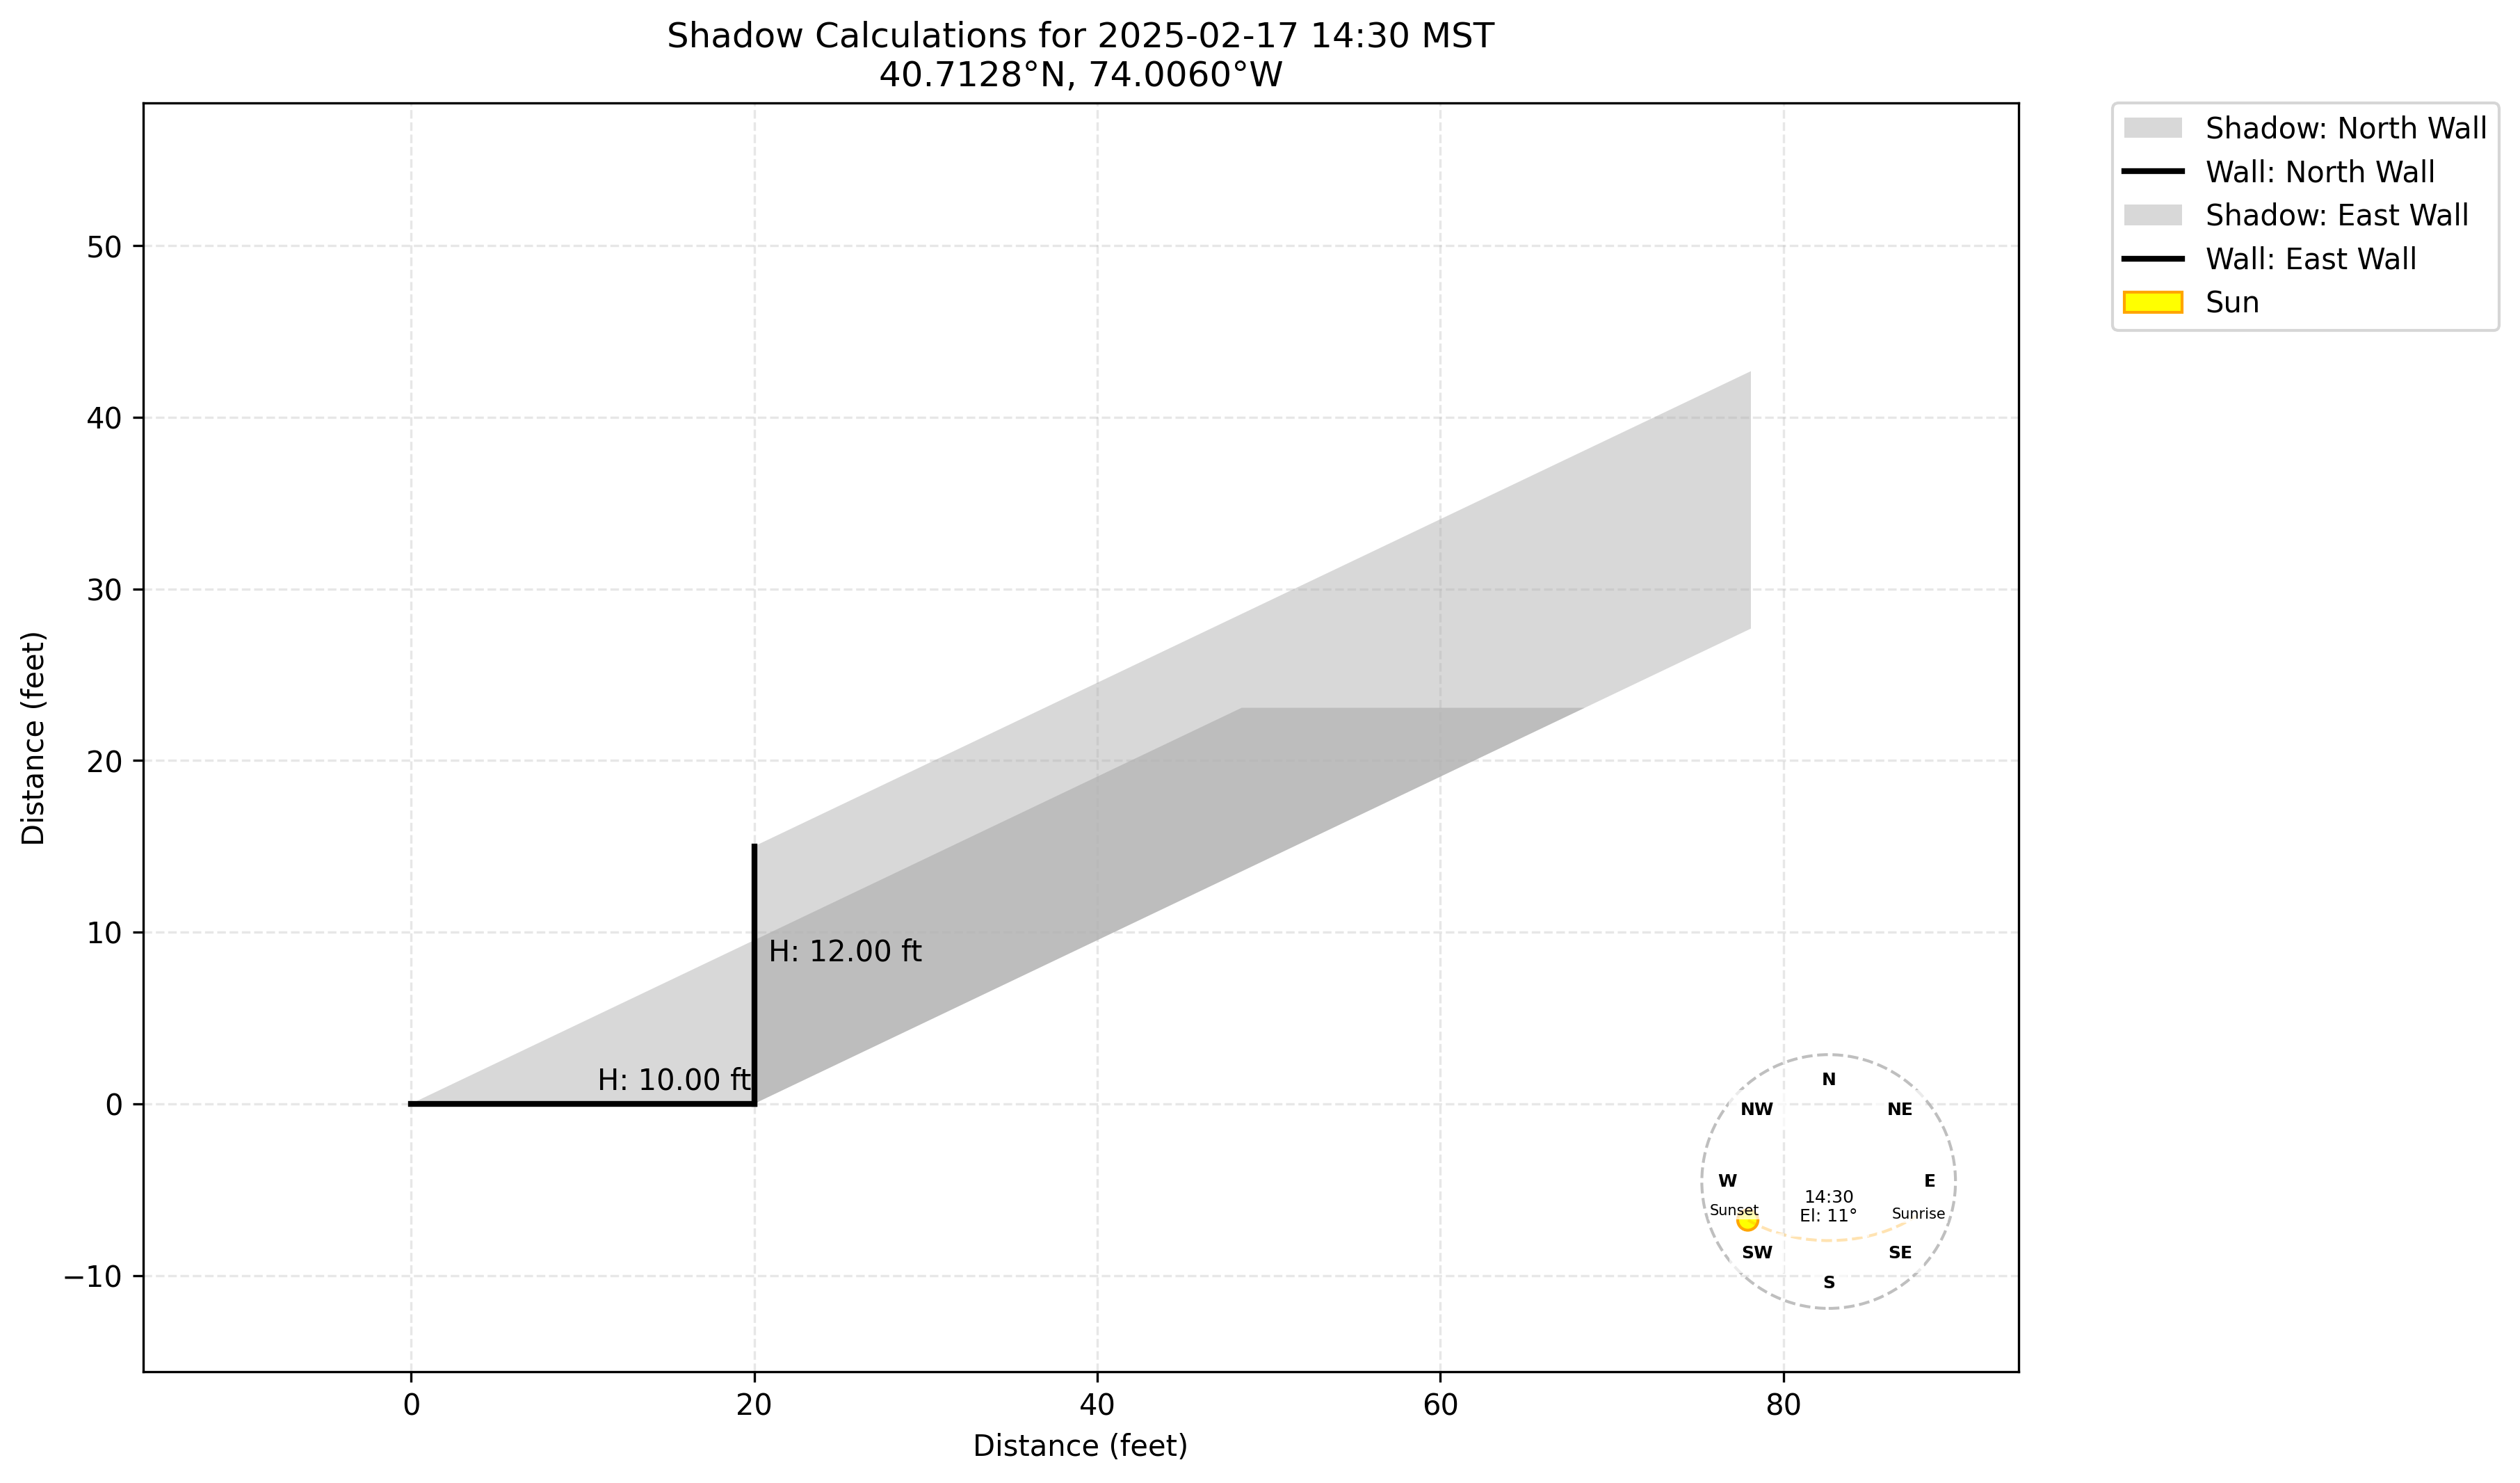 Shadow Calculations for 2025-02-17 14:30 MST
40.7128°N, 74.0060°W
Shadow: North Wall
Wall: North Wall
Shadow: East Wall
Wall: East Wall
Sun
Distance (feet)
50
40
30
20
10
0
−10
H: 12.00 ft
H: 10.00 ft
N
NW
NE
W
E
14:30
Sunset
El: 11°
Sunrise
SW
SE
S
0
20
40
60
80
Distance (feet)